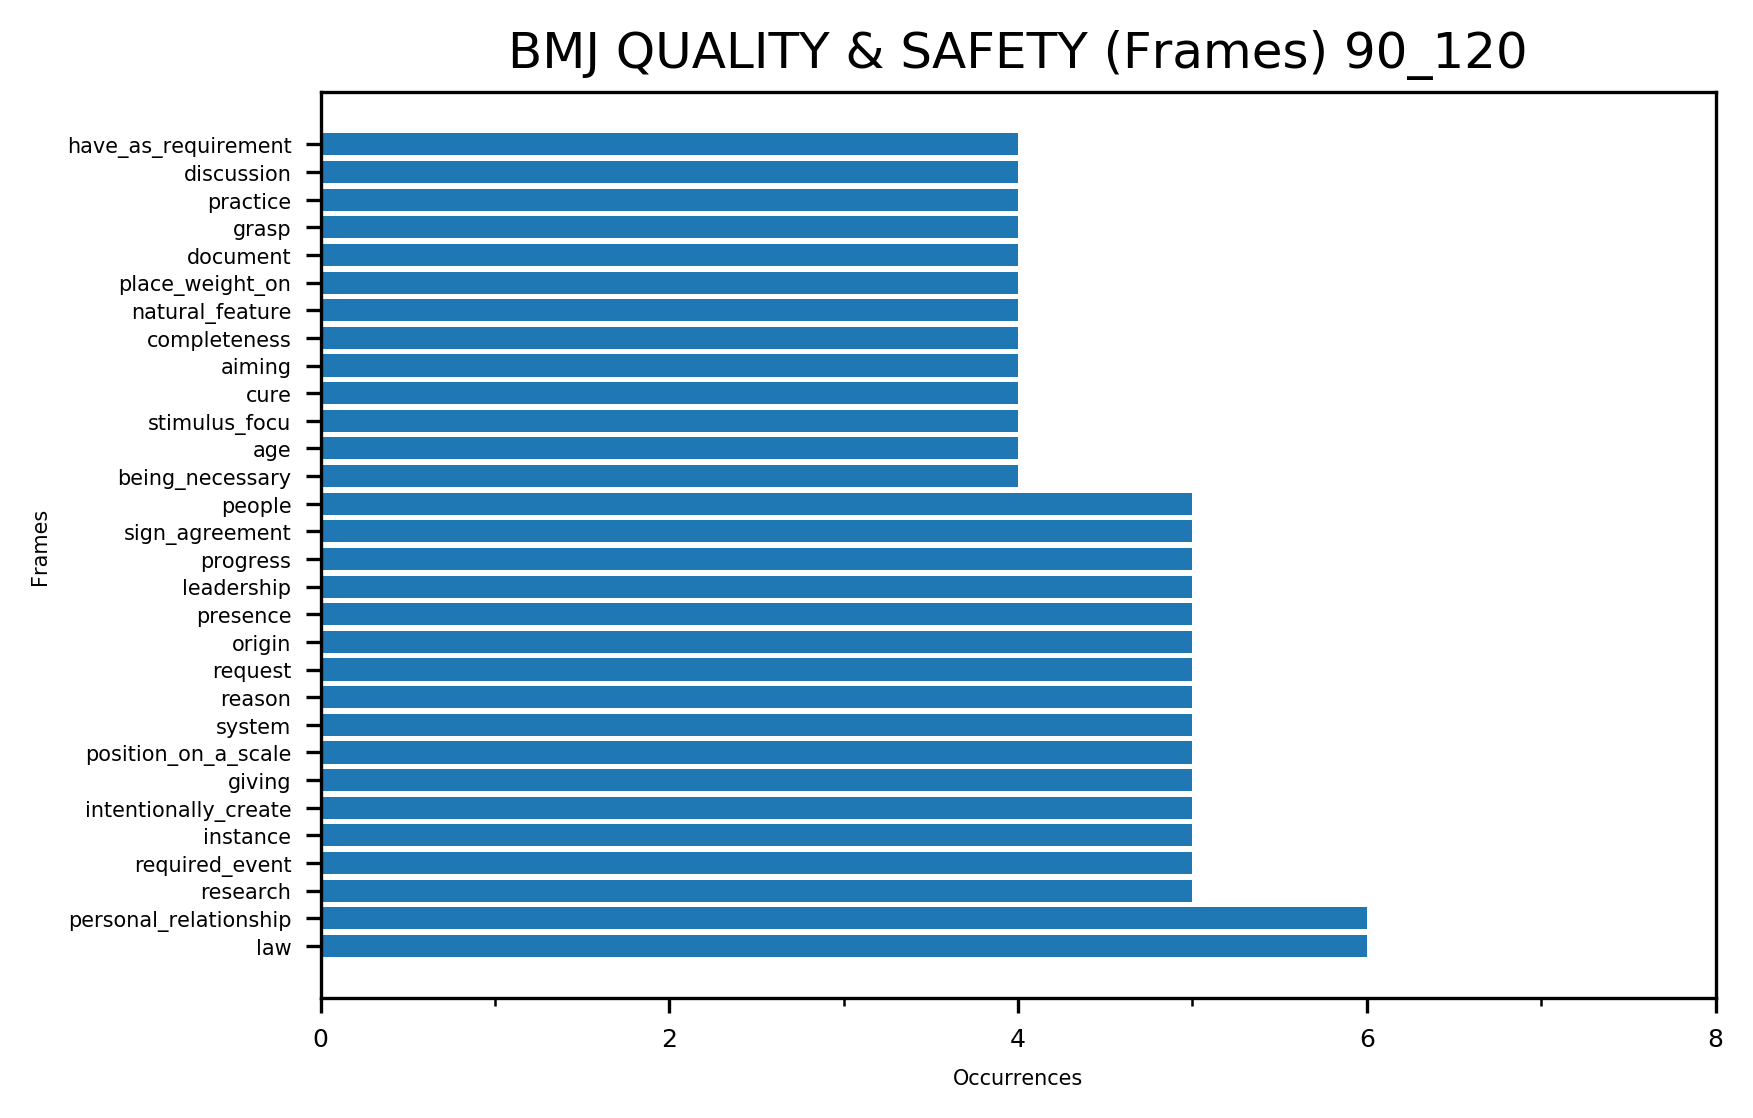 BMJ QUALITY & SAFETY (Frames) 90_120
have_as_requirement
discussion
practice
grasp
document
place_weight_on
natural_feature
completeness
aiming
cure
stimulus_focu
age
being_necessary
people
sign_agreement
progress
leadership
presence
origin
request
reason
system
position_on_a_scale
giving
intentionally_create
instance
required_event
research
personal_relationship
law
Frames
0 2 4 6 8
Occurrences